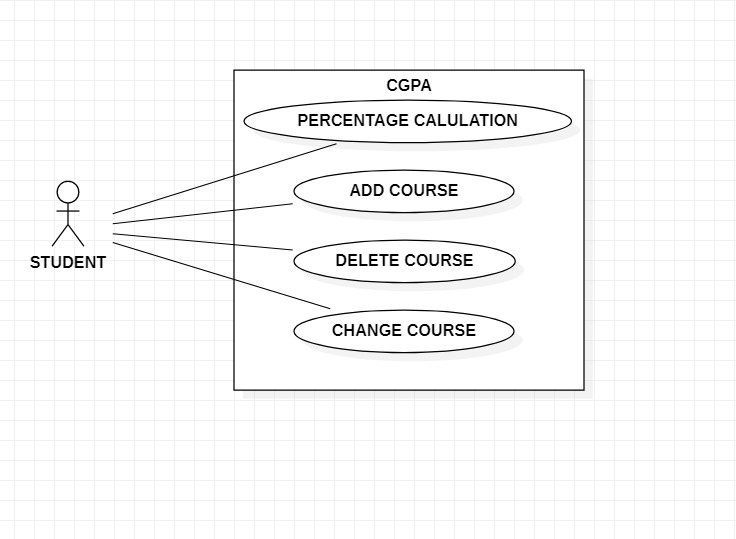 CGPA
PERCENTAGE CALULATION
ADD COURSE
STUDENT
DELETE COURSE
CHANGE COURSE